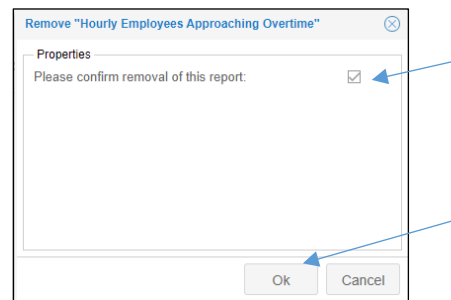 Remove "Hourly Employees Approaching Overtime"
Properties
Please confirm removal of this report:
Ok
Cancel